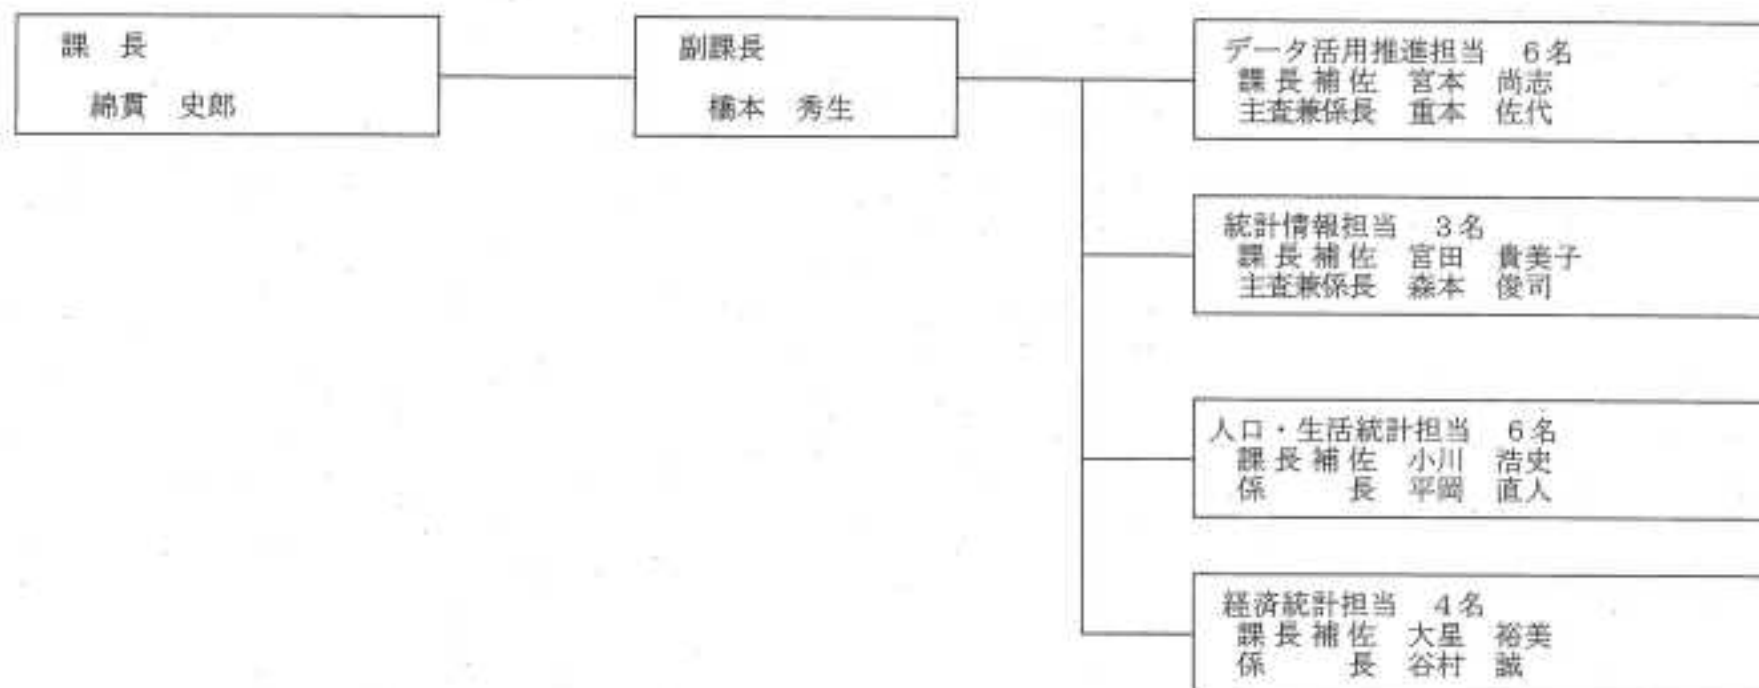 課　長
綿貫　史郎
副課長
橋本　秀生
データ活用推進担当　6名
課長補佐　宮本　尚志
主査兼係長　重本　佐代
統計情報担当　3名
課長補佐　宮田　貴美子
主査兼係長　森本　俊司
人口・生活統計担当　6名
課長補佐　小川　浩史
係　　長　平岡　直人
経済統計担当　4名
課長補佐　大星　裕美
係　　長　谷村　誠